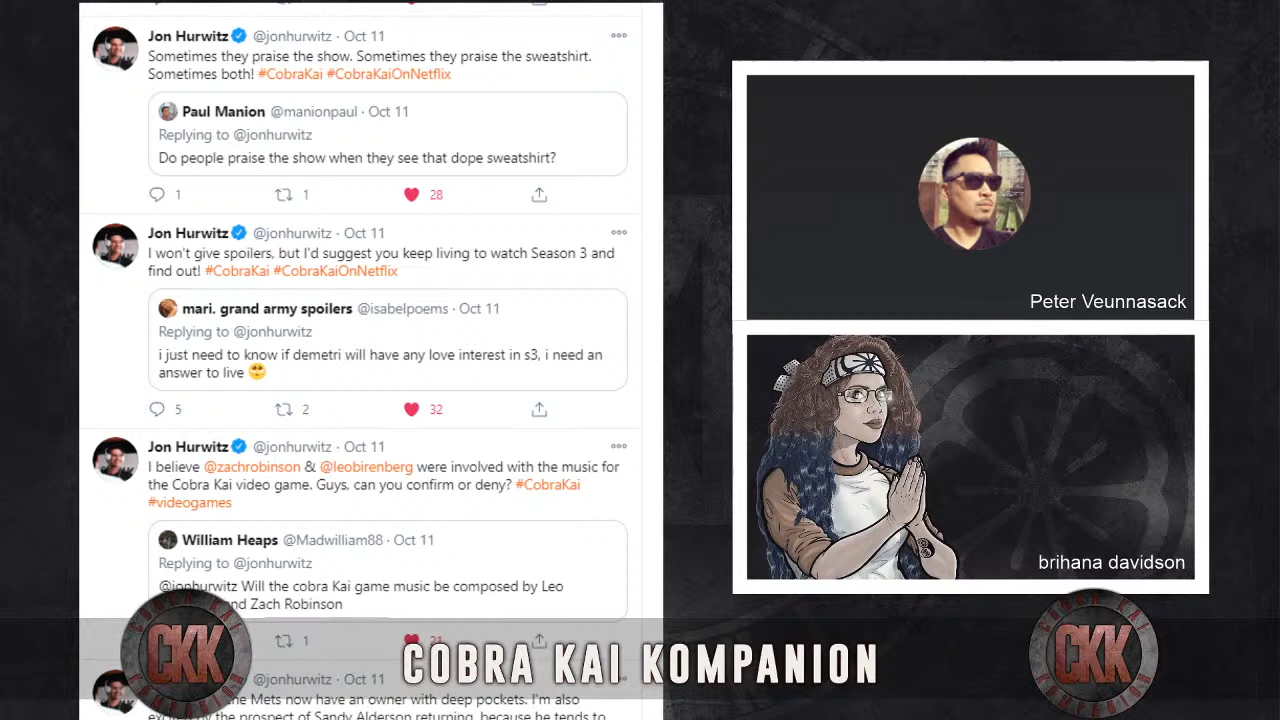 Jon Hurwitz @jonhurwitz · Oct 11
Sometimes they praise the show. Sometimes they praise the sweatshirt.
Sometimes both! #CobraKai #CobraKaiOnNetflix
Paul Manion @manionpaul · Oct 11
Replying to @jonhurwitz
Do people praise the show when they see that dope sweatshirt?
1 1 28
Jon Hurwitz @jonhurwitz · Oct 11
I won't give spoilers, but I'd suggest you keep living to watch Season 3 and
find out! #CobraKai #CobraKaiOnNetflix
mari. grand army spoilers @isabelpoems · Oct 11
Replying to @jonhurwitz
i just need to know if demetri will have any love interest in s3, i need an
answer to live 🥺
5 2 32
Jon Hurwitz @jonhurwitz · Oct 11
I believe @zachrobinson & @leobirenberg were involved with the music for
the Cobra Kai video game. Guys, can you confirm or deny? #CobraKai
#videogames
William Heaps @Madwilliam88 · Oct 11
Replying to @jonhurwitz
@jonhurwitz Will the cobra Kai game music be composed by Leo
and Zach Robinson
1 21
@jonhurwitz · Oct 11
the Mets now have an owner with deep pockets. I'm also
by the prospect of Sandy Alderson returning, because he tends to
Peter Veunnasack
brihana davidson
CKK
COBRA KAI KOMPANION
CKK